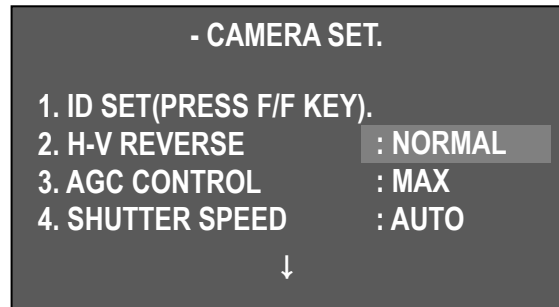 - CAMERA SET.
1. ID SET(PRESS F/F KEY).
2. H-V REVERSE : NORMAL
3. AGC CONTROL : MAX
4. SHUTTER SPEED : AUTO
↓